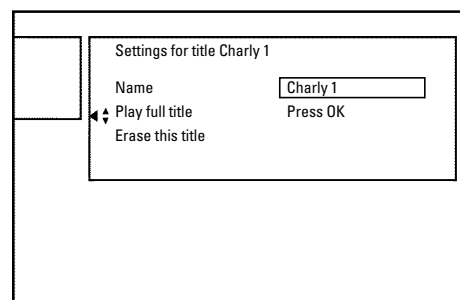 Settings for title Charly 1
Name Charly 1
Play full title Press OK
Erase this title